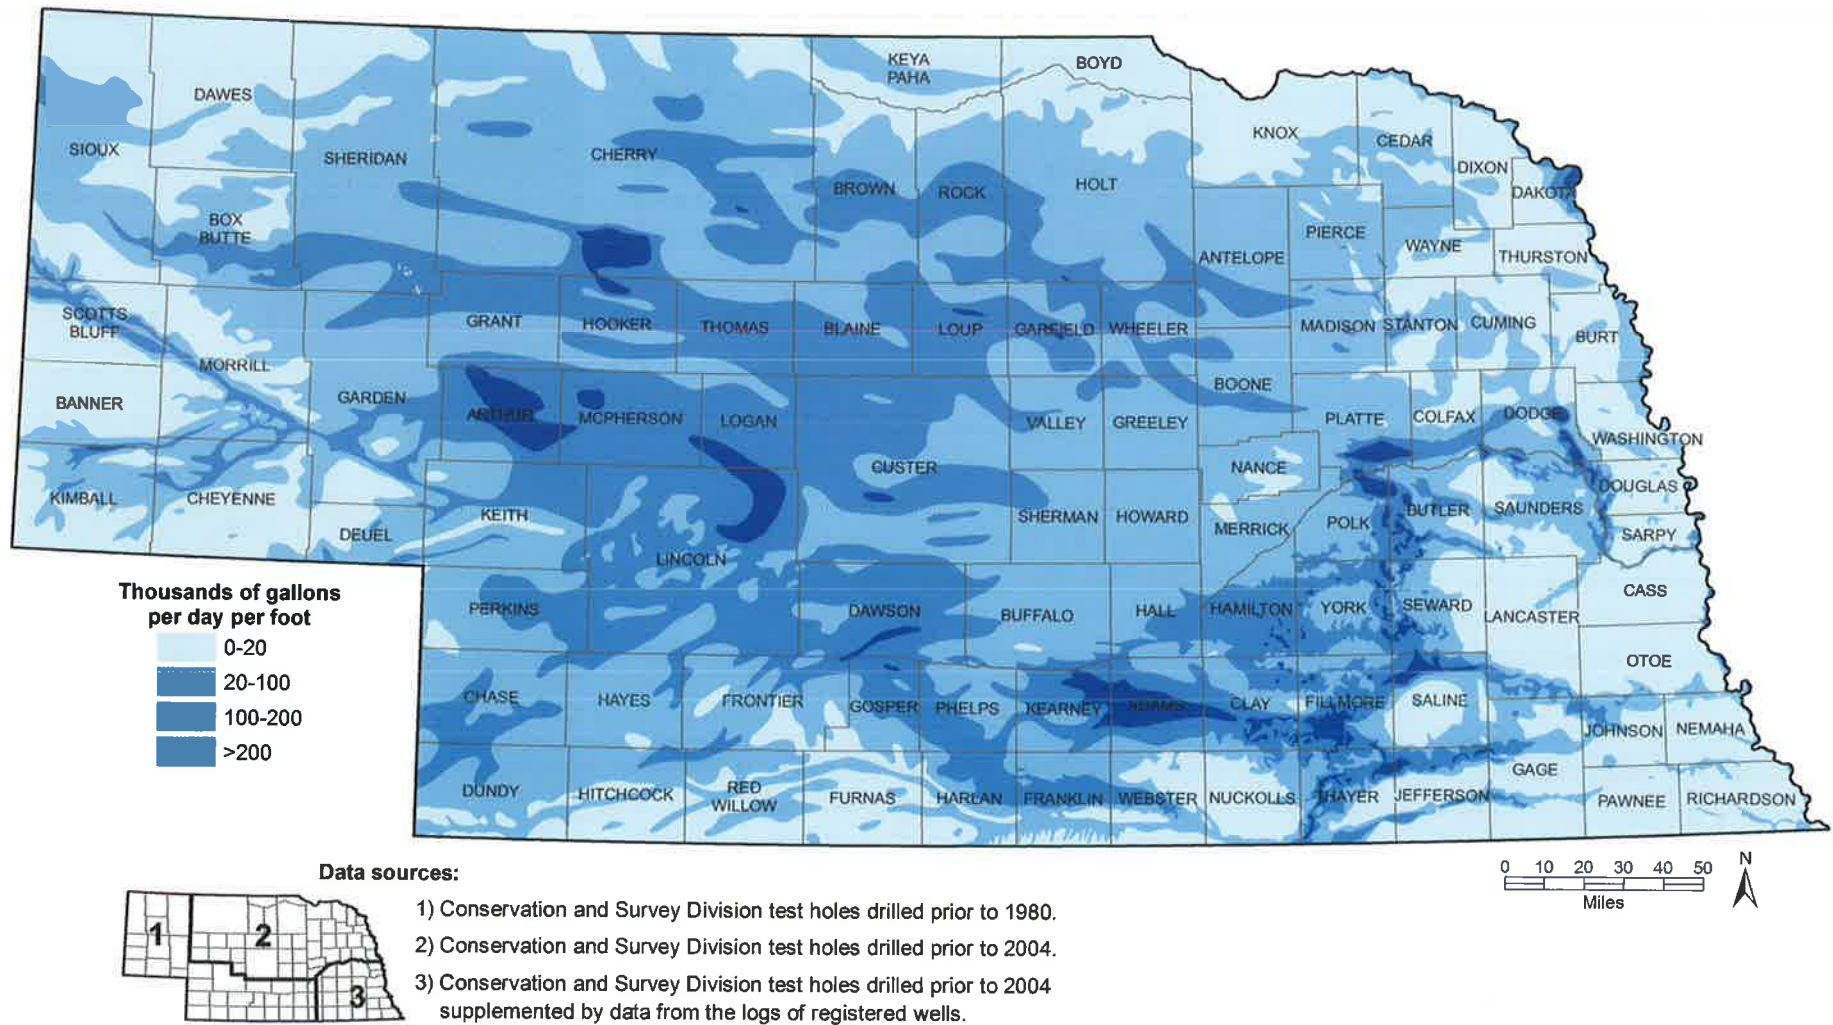 KEYA
PAHA
BOYD
DAWES
KNOX
CEDAR
SIOUX
SHERIDAN
CHERRY
DIXON
DAKOTA
BROWN
ROCK
HOLT
BOX
BUTTE
PIERCE
WAYNE
ANTELOPE
THURSTON
SCOTTS
BLUFF
GRANT
HOOKER
THOMAS
BLAINE
LOUP
GARFIELD
WHEELER
MADISON
STANTON
CUMING
BURT
MORRILL
BANNER
GARDEN
ARTHUR
MCPHERSON
LOGAN
VALLEY
GREELEY
BOONE
PLATTE
COLFAX
DODGE
WASHINGTON
CUSTER
NANCE
KIMBALL
CHEYENNE
DOUGLAS
KEITH
SHERMAN
HOWARD
MERRICK
POLK
BUTLER
SAUNDERS
DEUEL
SARPY
LINCOLN
CASS
PERKINS
DAWSON
BUFFALO
HALL
HAMILTON
YORK
SEWARD
LANCASTER
OTOE
CHASE
HAYES
FRONTIER
GOSPER
PHELPS
KEARNEY
ADAMS
CLAY
FILLMORE
SALINE
JOHNSON
NEMAHA
GAGE
DUNDY
HITCHCOCK
RED
WILLOW
FURNAS
HARLAN
FRANKLIN
WEBSTER
NUCKOLLS
THAYER
JEFFERSON
PAWNEE
RICHARDSON
Thousands of gallons
per day per foot
0-20
20-100
100-200
>200
0 10 20 30 40 50
Miles
N
Data sources:
1 2 3
1) Conservation and Survey Division test holes drilled prior to 1980.
2) Conservation and Survey Division test holes drilled prior to 2004.
3) Conservation and Survey Division test holes drilled prior to 2004
supplemented by data from the logs of registered wells.